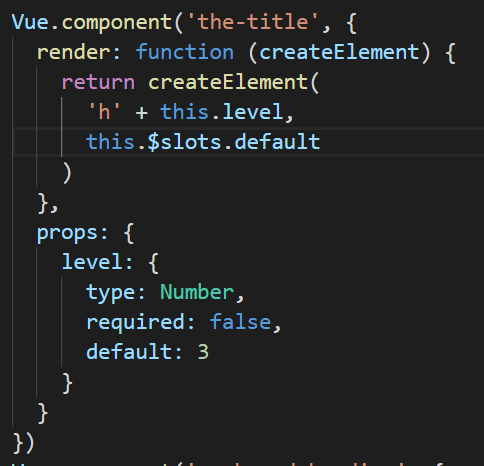 Vue.component('the-title', {
render: function (createElement) {
return createElement(
'h' + this.level,
this.$slots.default
)
},
props: {
level: {
type: Number,
required: false,
default: 3
}
}
})